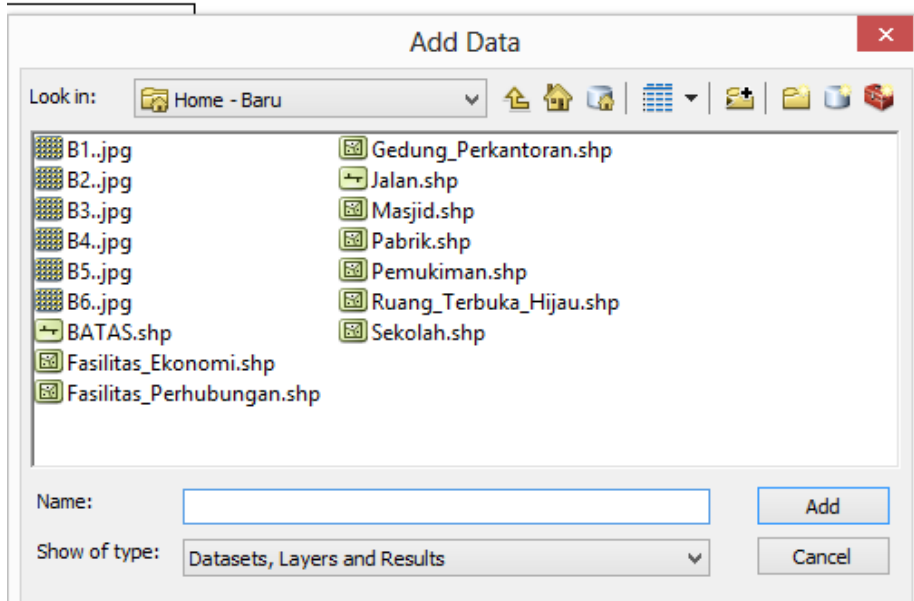 Add Data
Look in:
Home - Baru
B1..jpg
B2..jpg
B3..jpg
B4..jpg
B5..jpg
B6..jpg
BATAS.shp
Fasilitas_Ekonomi.shp
Fasilitas_Perhubungan.shp
Gedung_Perkantoran.shp
Jalan.shp
Masjid.shp
Pabrik.shp
Pemukiman.shp
Ruang_Terbuka_Hijau.shp
Sekolah.shp
Name:
Add
Show of type:
Datasets, Layers and Results
Cancel